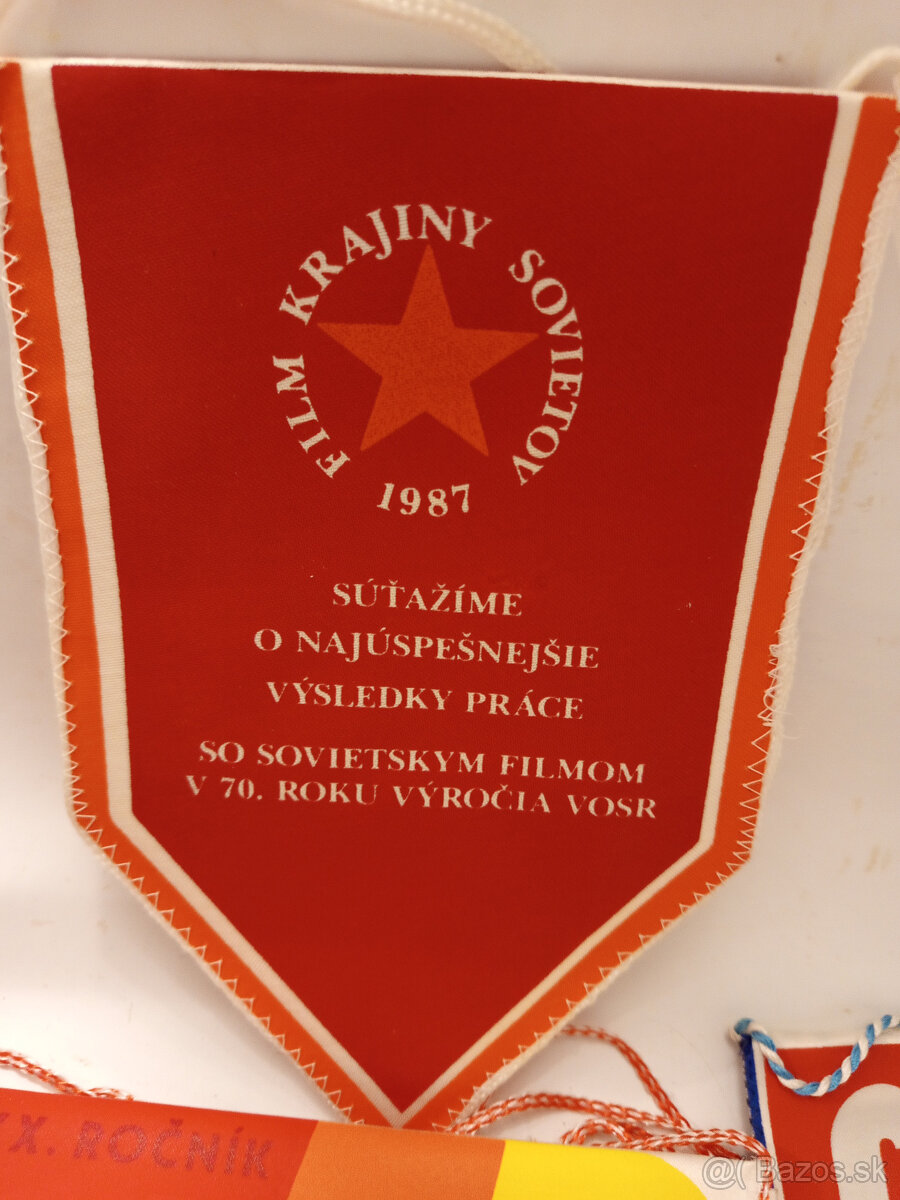 FILM KRAJINY SOVIETOV
1987
SÚŤAŽÍME
O NAJÚSPEŠNEJŠIE
VÝSLEDKY PRÁCE
SO SOVIETSKYM FILMOM
V 70. ROKU VÝROČIA VOSR
X. ROČNÍK
@( Bazos.sk